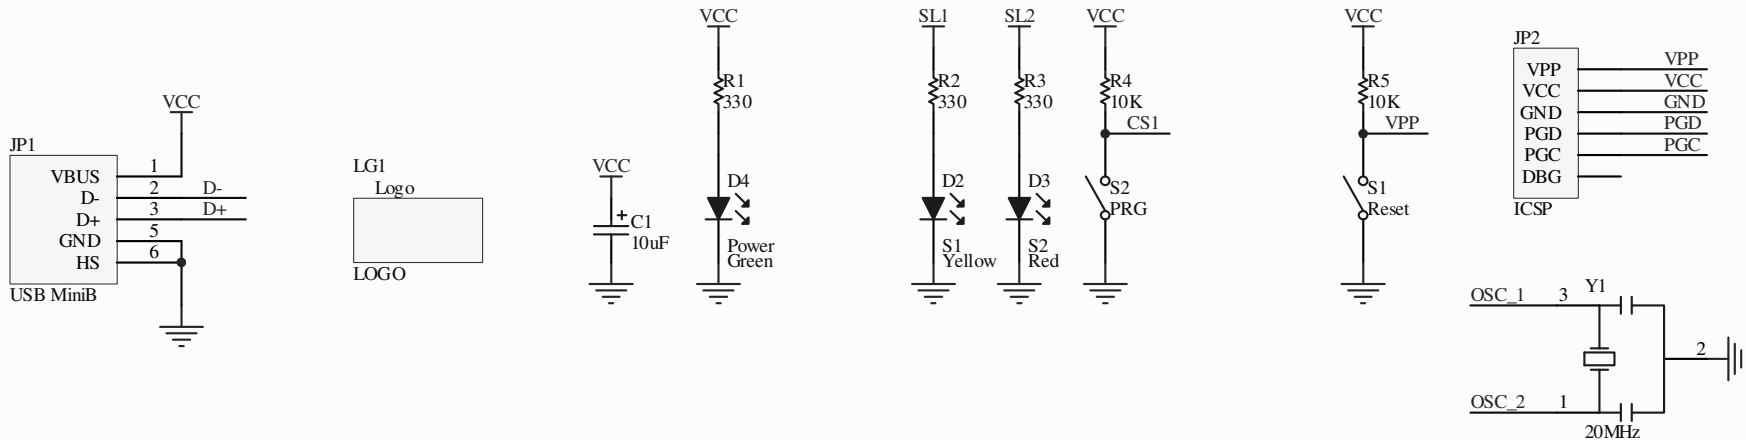 JP1
VBUS
D-
D+
GND
HS
USB MiniB
1
2
3
5
6
VCC
D-
D+
LG1
Logo
LOGO
VCC
C1
10uF
+
VCC
R1
330
D4
Power
Green
SL1
R2
330
D2
S1
Yellow
SL2
R3
330
D3
S2
Red
VCC
R4
10K
CS1
S2
PRG
VCC
R5
10K
VPP
S1
Reset
JP2
VPP
VCC
GND
PGD
PGC
DBG
ICSP
VPP
VCC
GND
PGD
PGC
OSC_1
3
Y1
2
OSC_2
1
20MHz